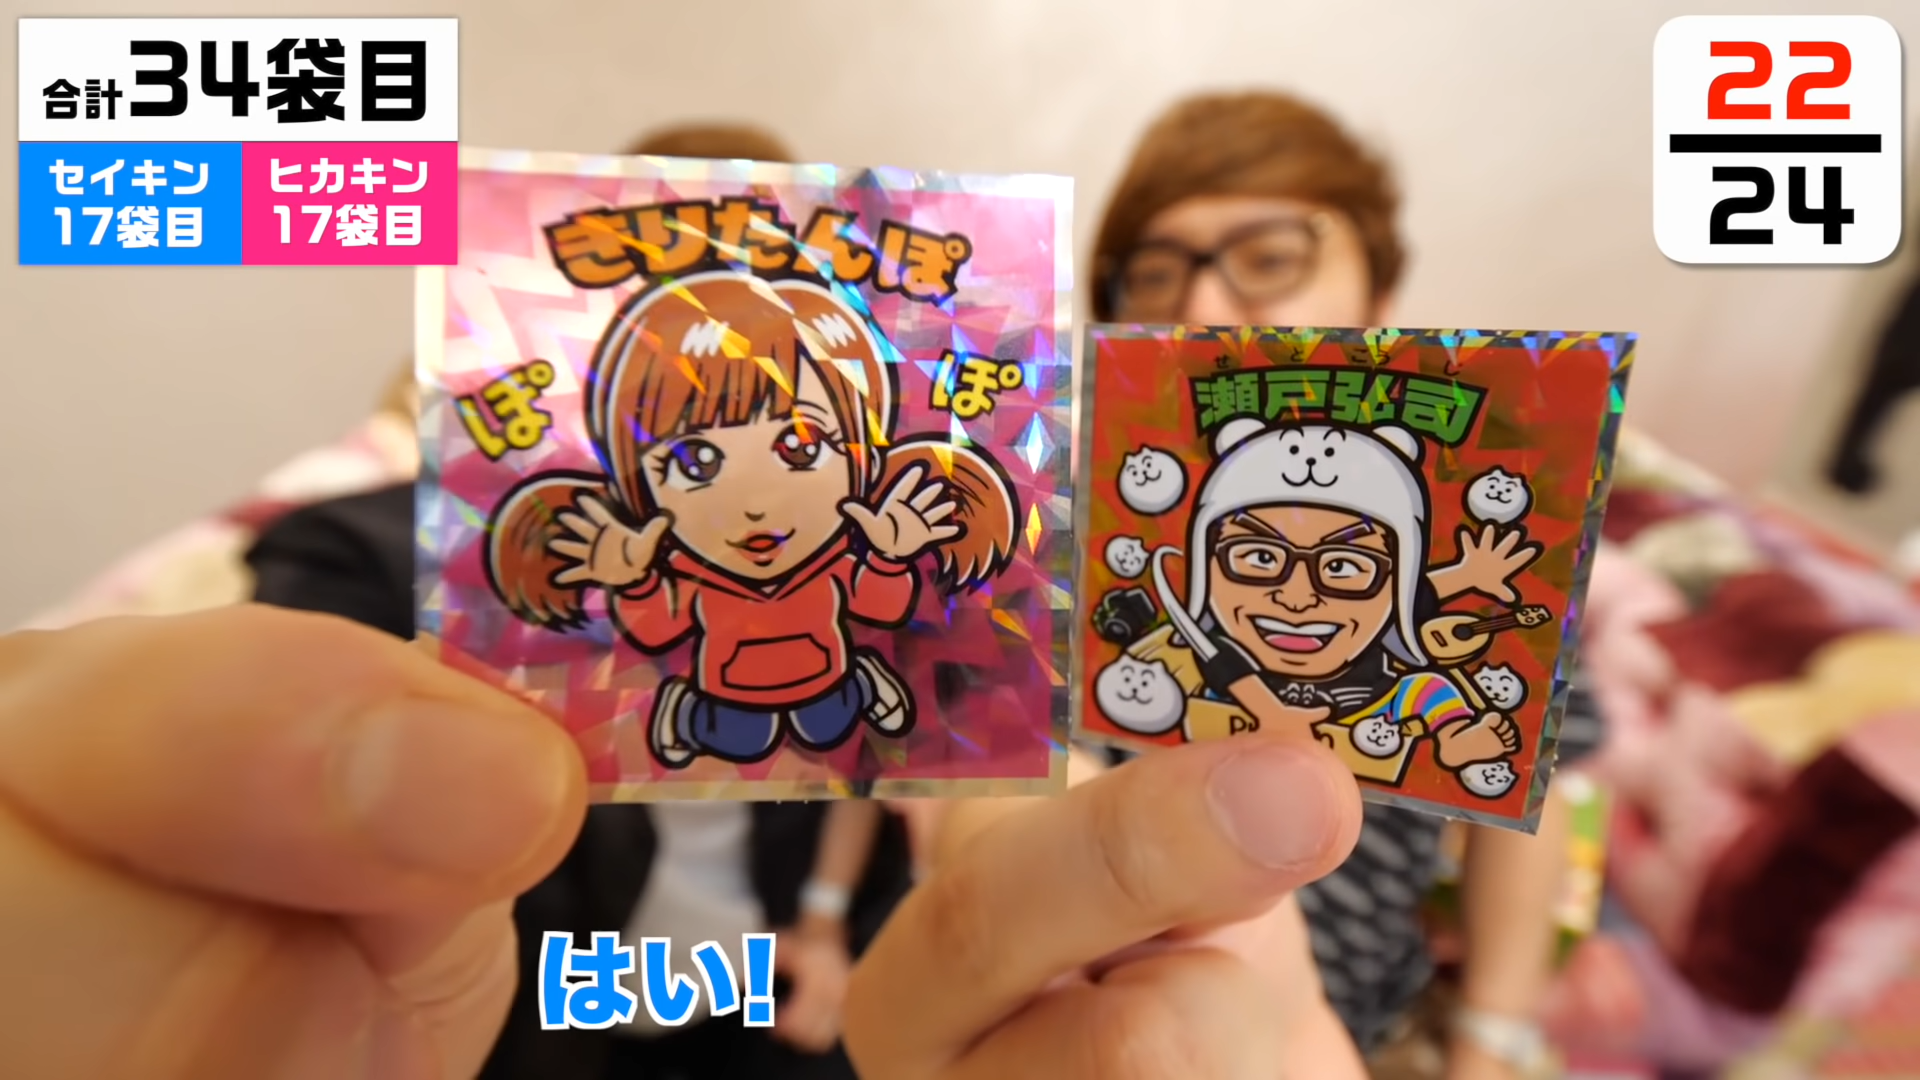 合計34袋目
セイキン
17袋目
ヒカキン
17袋目
22
24
きりたんぽ
ぽ
ぽ
せ と こう じ
瀬戸弘司
はい!